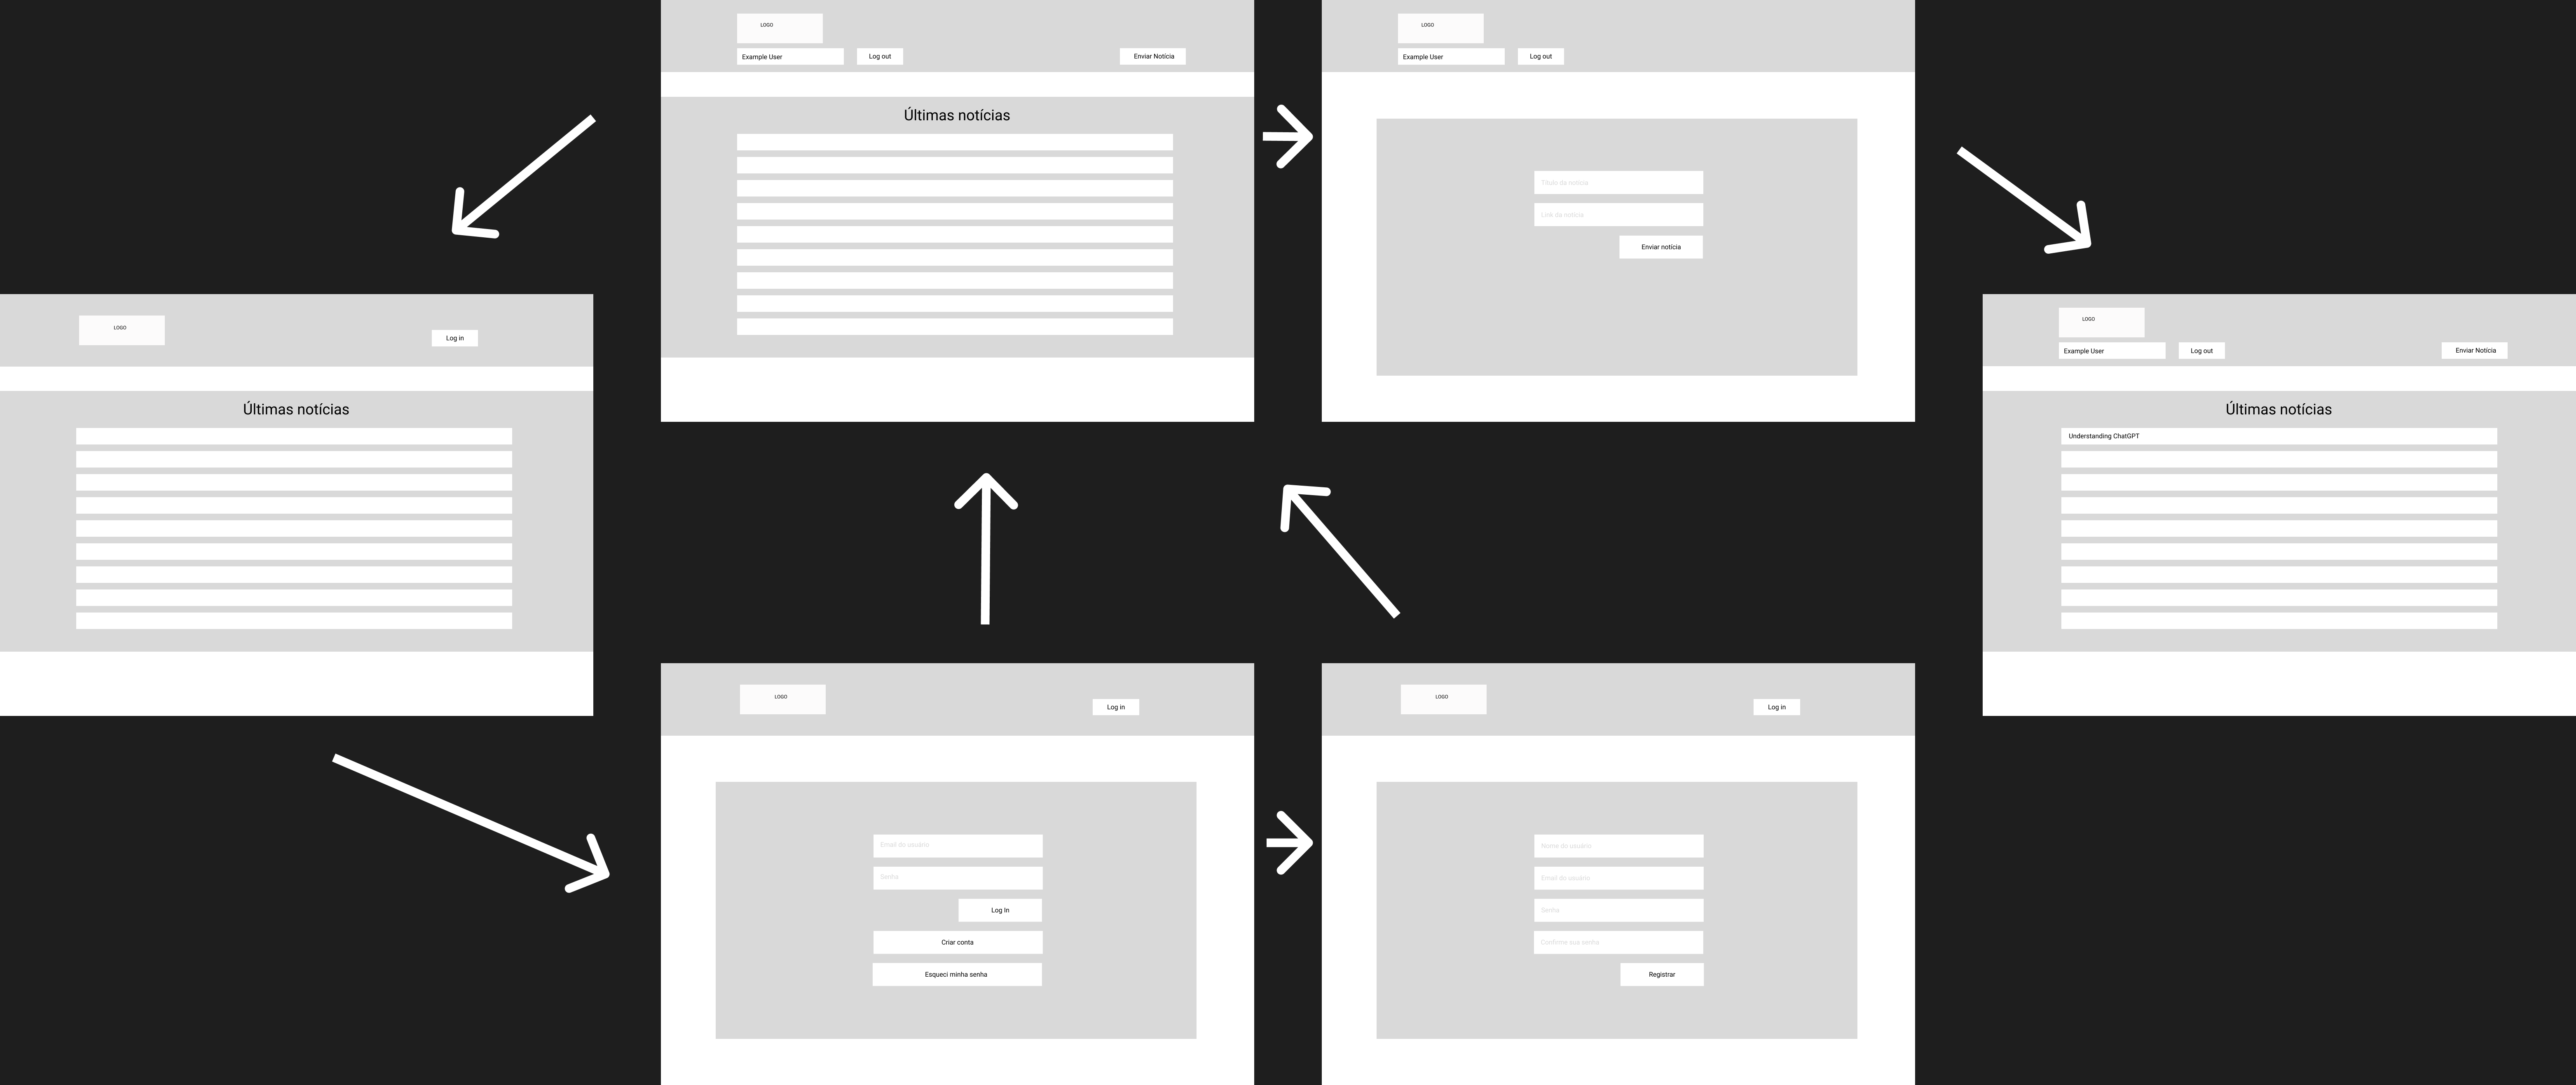 LOGO
Example User
Log out
Enviar Notícia
Últimas notícias
LOGO
Example User
Log out
Título da notícia
Link da notícia
Enviar notícia
LOGO
Log in
Últimas notícias
LOGO
Example User
Log out
Enviar Notícia
Últimas notícias
Understanding ChatGPT
LOGO
Log in
Email do usuário
Senha
Log In
Criar conta
Esqueci minha senha
LOGO
Log in
Nome do usuário
Email do usuário
Senha
Confirme sua senha
Registrar